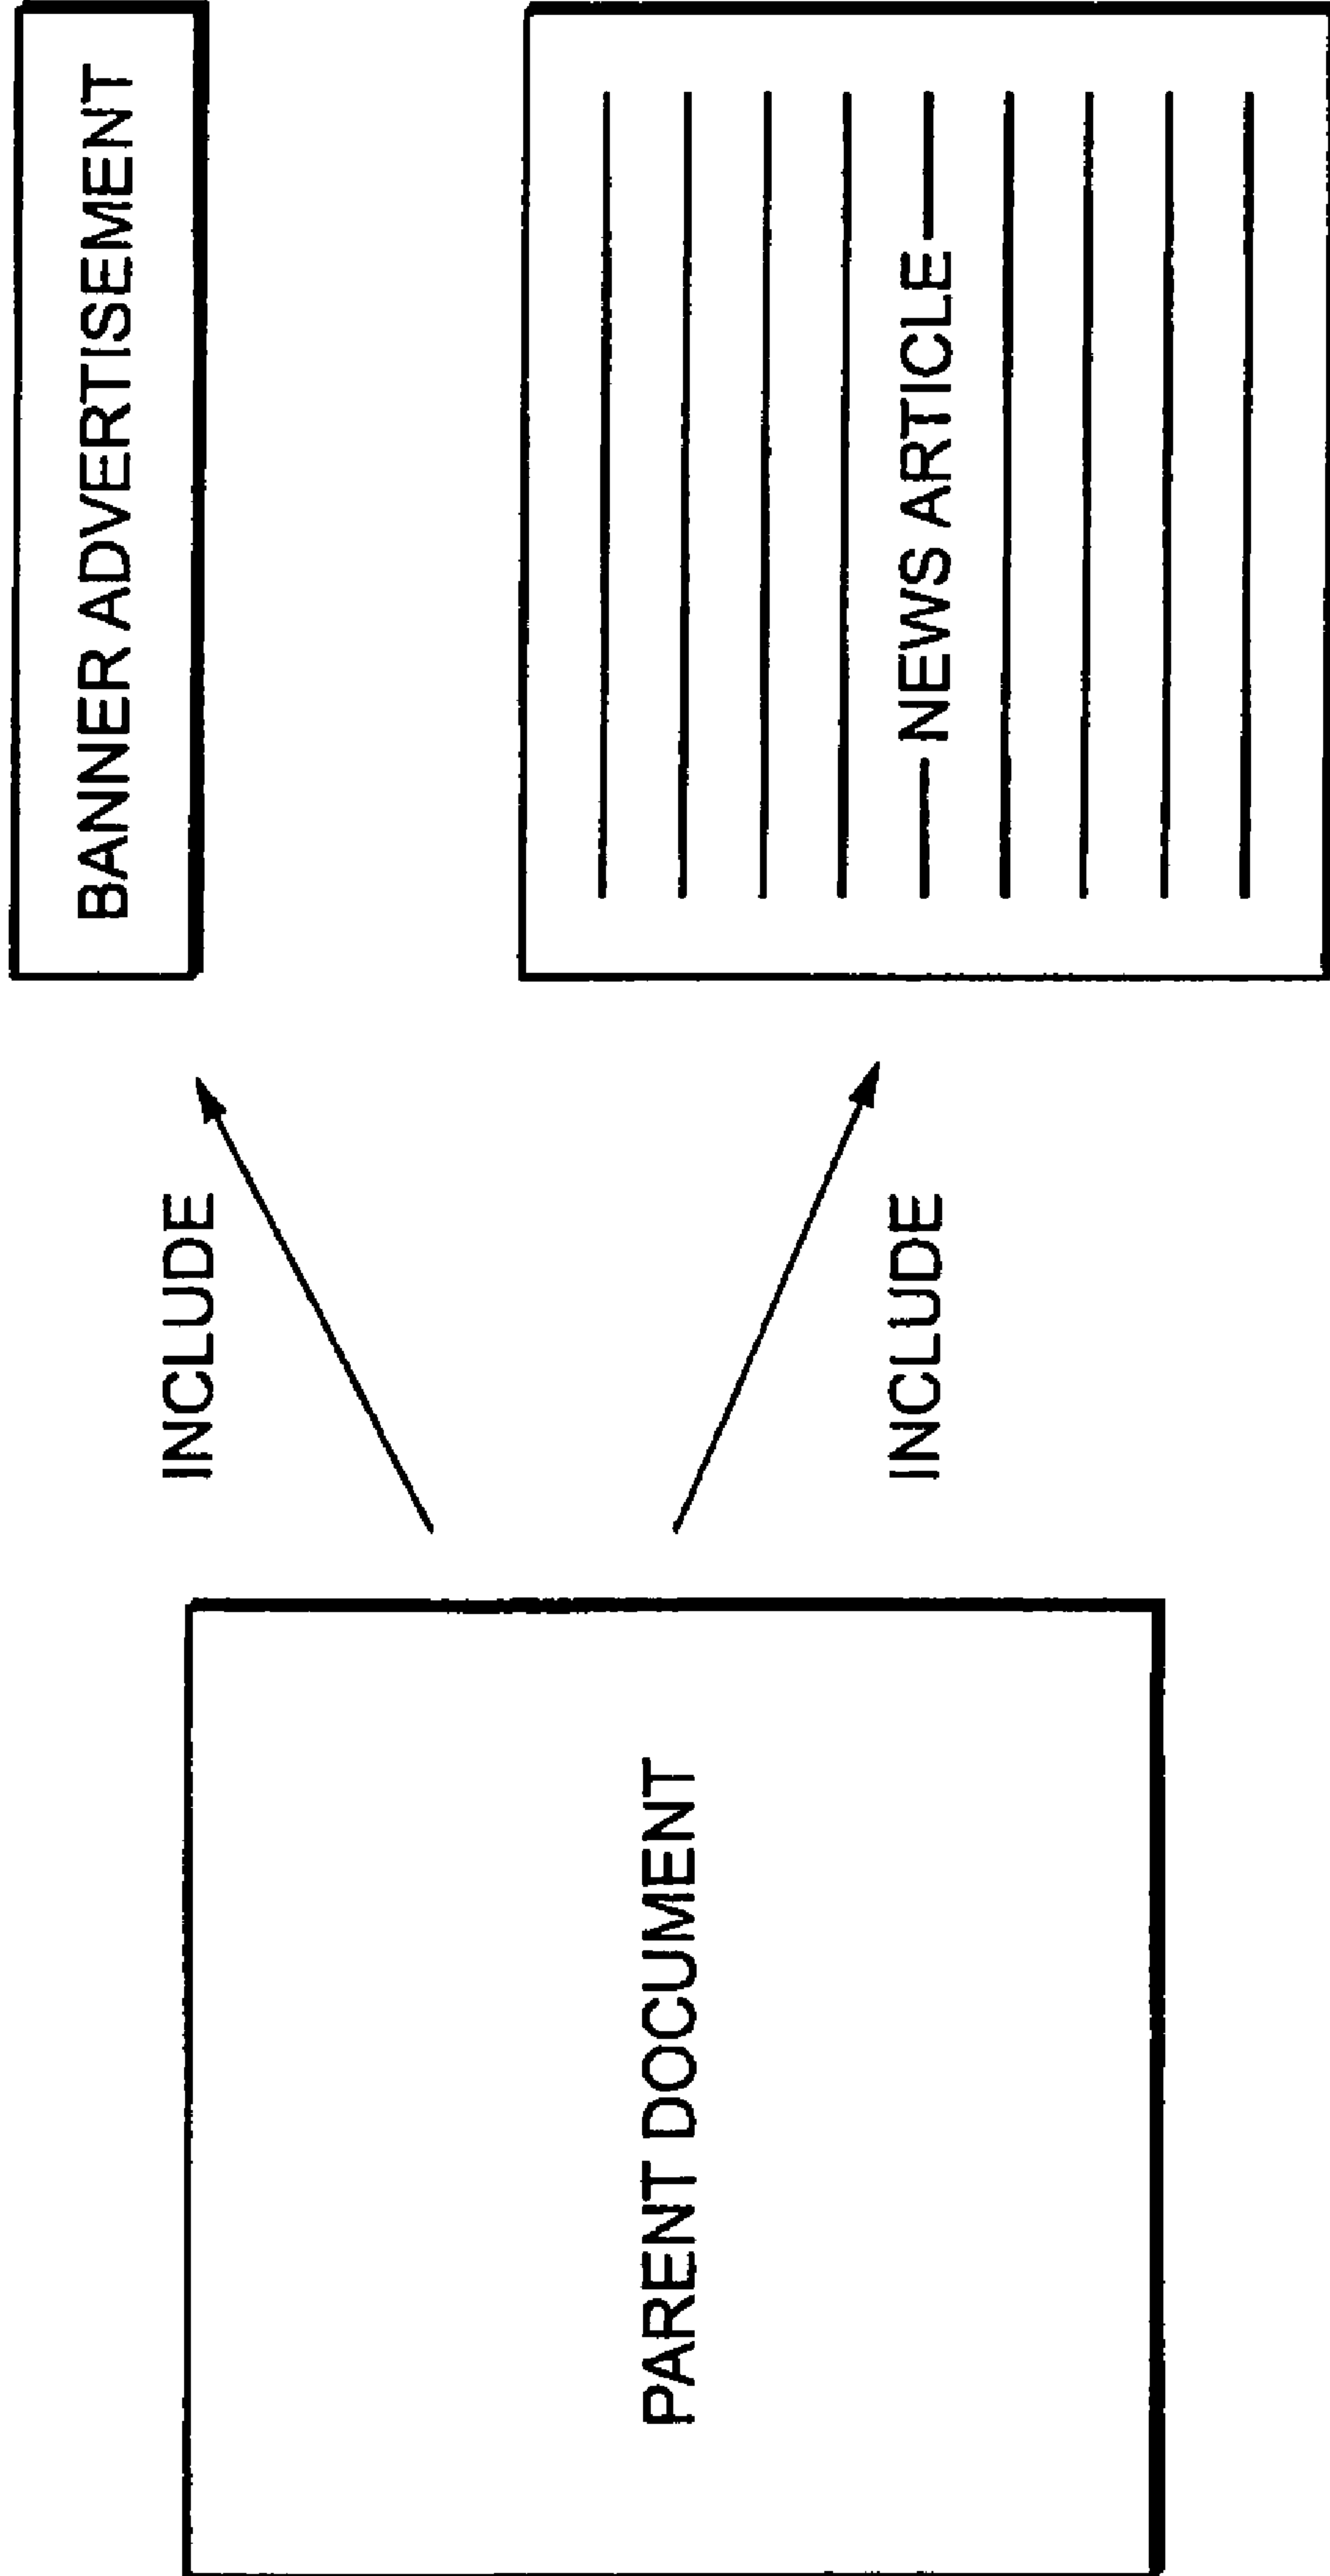 PARENT DOCUMENT
INCLUDE
INCLUDE
BANNER ADVERTISEMENT
NEWS ARTICLE